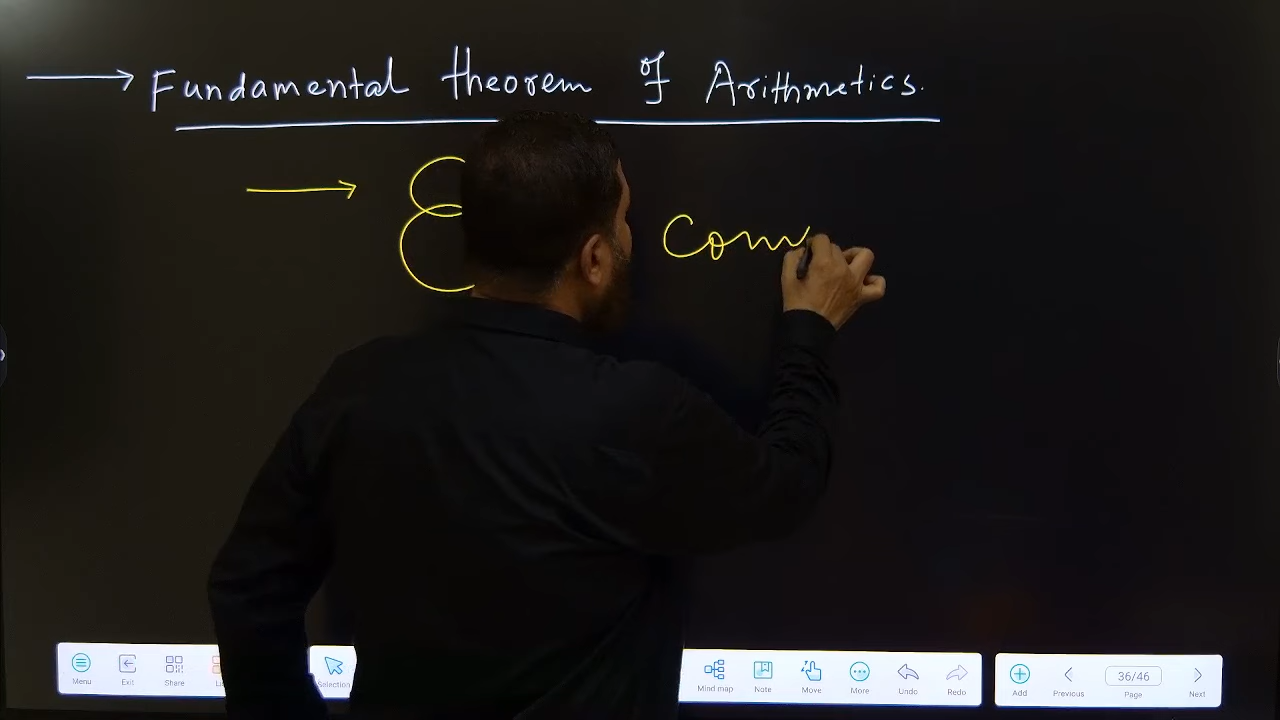 Fundamental theorem of Arithmetics.
Menu Exit Share Selection Mind map Note Move More Undo Redo Add Previous 36/46 Page Next